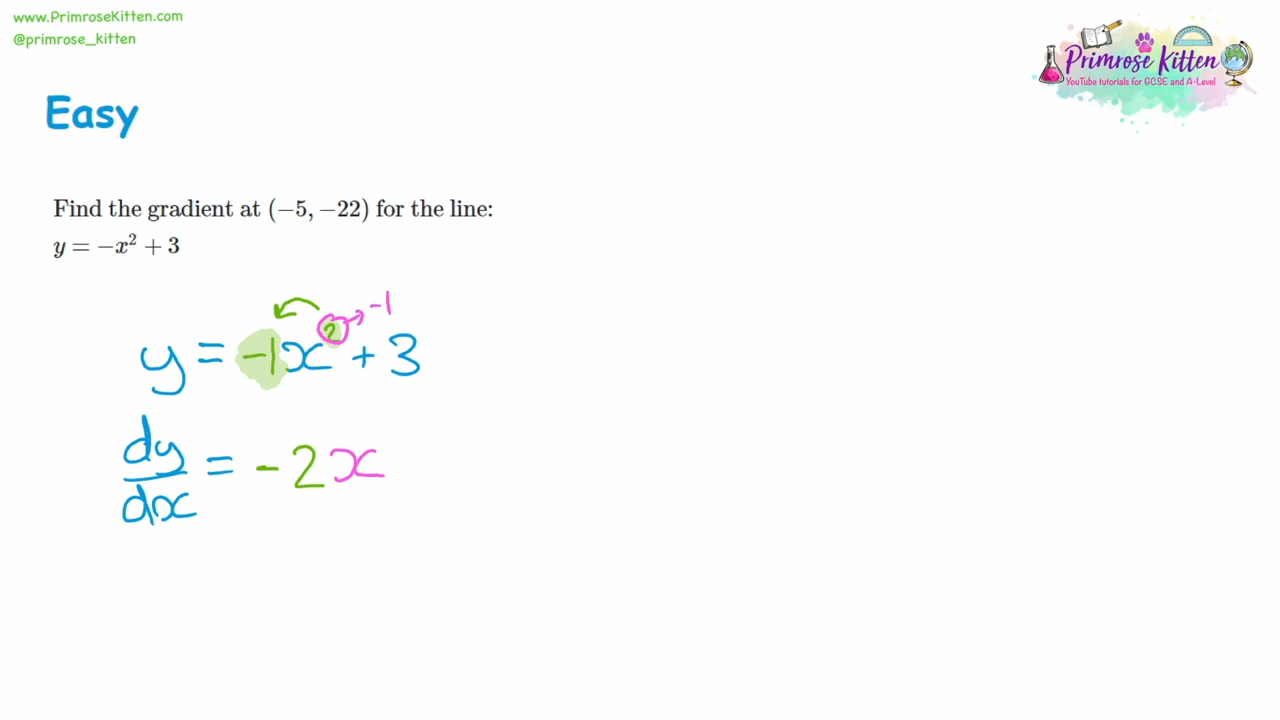 www.PrimroseKitten.com
@primrose_kitten
Primrose Kitten
YouTube tutorials for GCSE and A-Level
Easy
Find the gradient at (−5, −22) for the line:
y = −x² + 3
-1
y = -1x² + 3
dy/dx = -2x